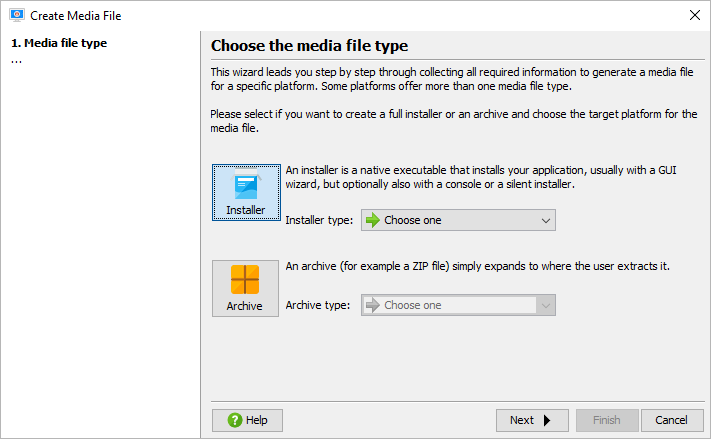 Create Media File
1. Media file type
...
Choose the media file type
This wizard leads you step by step through collecting all required information to generate a media file
for a specific platform. Some platforms offer more than one media file type.
Please select if you want to create a full installer or an archive and choose the target platform for the
media file.
An installer is a native executable that installs your application, usually with a GUI
wizard, but optionally also with a console or a silent installer.
Installer
Installer type:
Choose one
An archive (for example a ZIP file) simply expands to where the user extracts it.
Archive
Archive type:
Choose one
Help
Next
Finish
Cancel